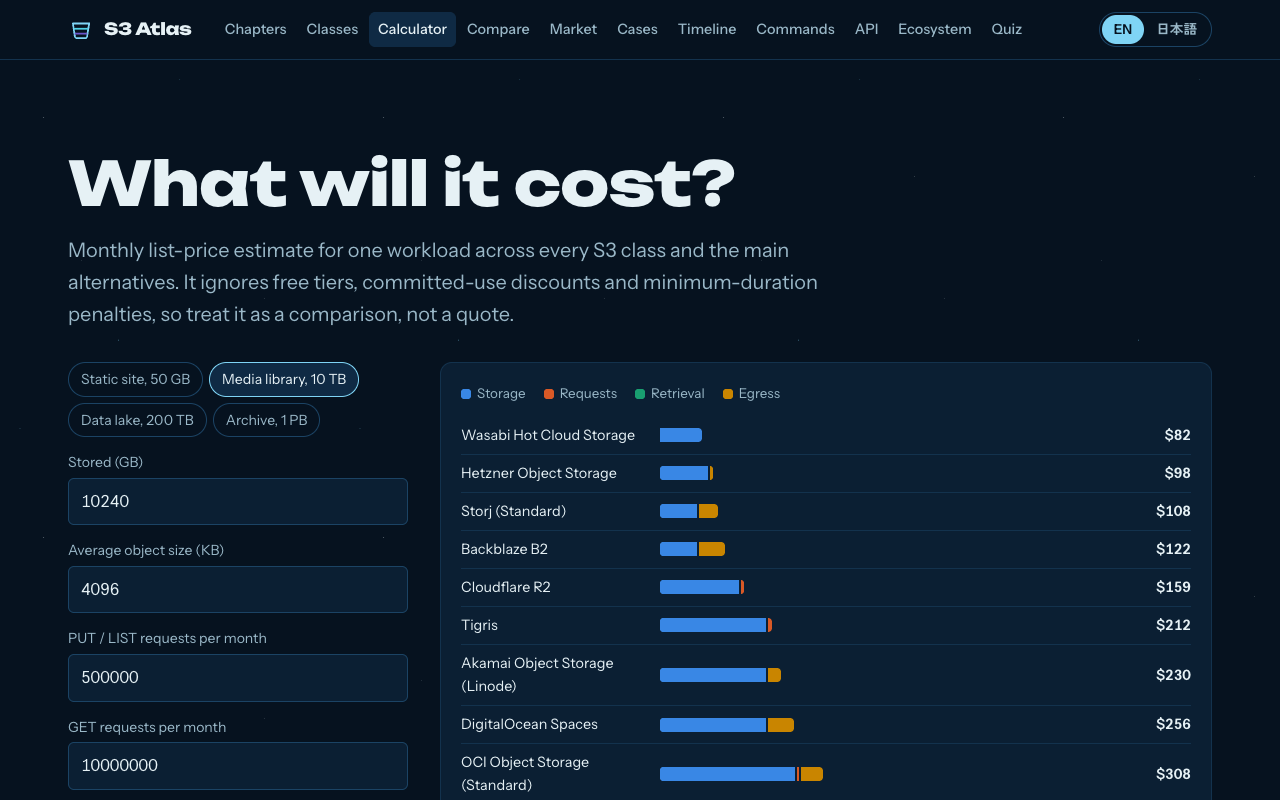 S3 Atlas
Chapters
Classes
Calculator
Compare
Market
Cases
Timeline
Commands
API
Ecosystem
Quiz
EN
日本語
What will it cost?
Monthly list-price estimate for one workload across every S3 class and the main
alternatives. It ignores free tiers, committed-use discounts and minimum-duration
penalties, so treat it as a comparison, not a quote.
Static site, 50 GB
Media library, 10 TB
Data lake, 200 TB
Archive, 1 PB
Stored (GB)
10240
Average object size (KB)
4096
PUT / LIST requests per month
500000
GET requests per month
10000000
Storage
Requests
Retrieval
Egress
Wasabi Hot Cloud Storage
$82
Hetzner Object Storage
$98
Storj (Standard)
$108
Backblaze B2
$122
Cloudflare R2
$159
Tigris
$212
Akamai Object Storage
(Linode)
$230
DigitalOcean Spaces
$256
OCI Object Storage
(Standard)
$308